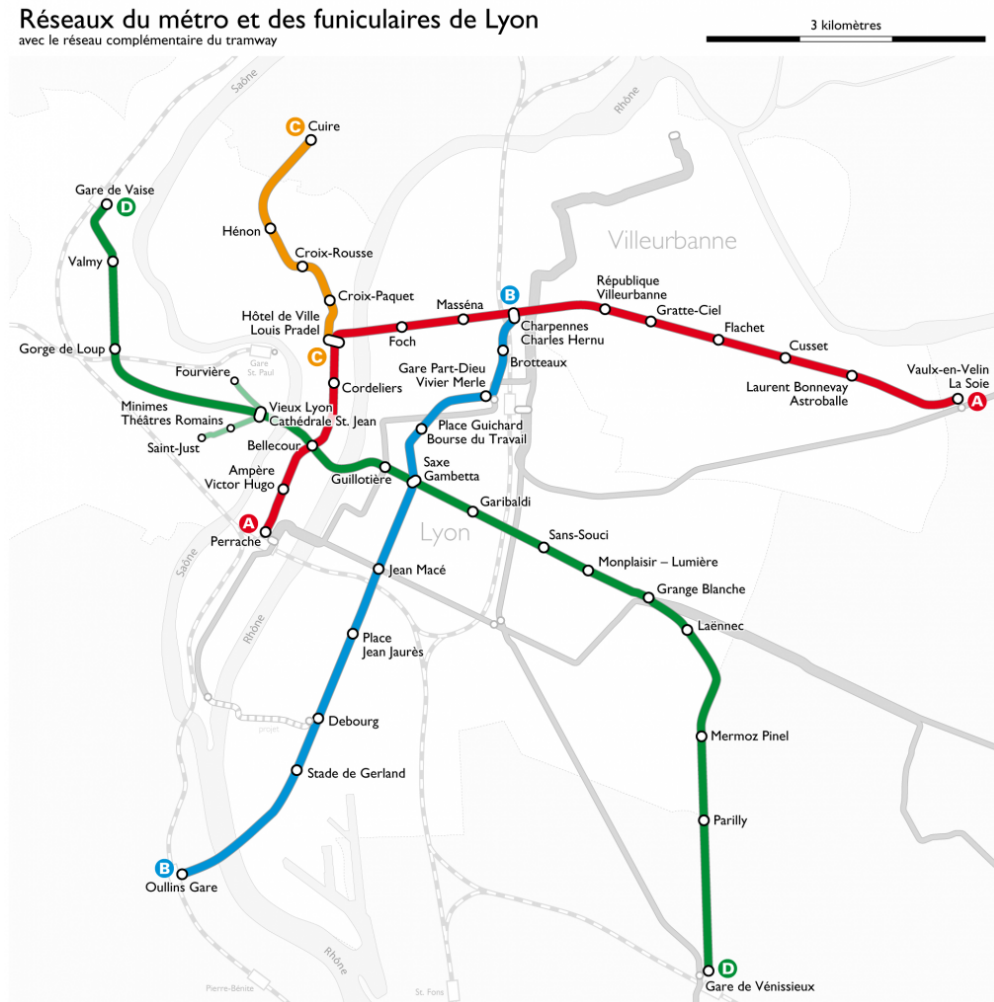 Réseaux du métro et des funiculaires de Lyon
avec le réseau complémentaire du tramway
3 kilomètres
Saône
Rhône
C
Cuire
Gare de Vaise
D
Hénon
Villeurbanne
Croix-Rousse
Valmy
République
Villeurbanne
Croix-Paquet
B
Masséna
Gratte-Ciel
Hôtel de Ville
Louis Pradel
Charpennes
Charles Hernu
Flachet
Foch
Gorge de Loup
Gare
St. Paul
C
Cusset
Brotteaux
Fourvière
Gare Part-Dieu
Vivier Merle
Cordeliers
Laurent Bonnevay
Astroballe
Vaulx-en-Velin
La Soie
A
Minimes
Théâtres Romains
Vieux Lyon
Cathédrale St. Jean
Place Guichard
Bourse du Travail
Saint-Just
Bellecour
Saxe
Gambetta
Ampère
Victor Hugo
Guillotière
Garibaldi
A
Perrache
Lyon
Sans-Souci
Saône
Monplaisir – Lumière
Jean Macé
Grange Blanche
Rhône
Laënnec
Place
Jean Jaurès
Debourg
projet
Mermoz Pinel
Stade de Gerland
Parilly
B
Oullins Gare
Rhône
D
Gare de Vénissieux
Pierre-Bénite
St. Fons